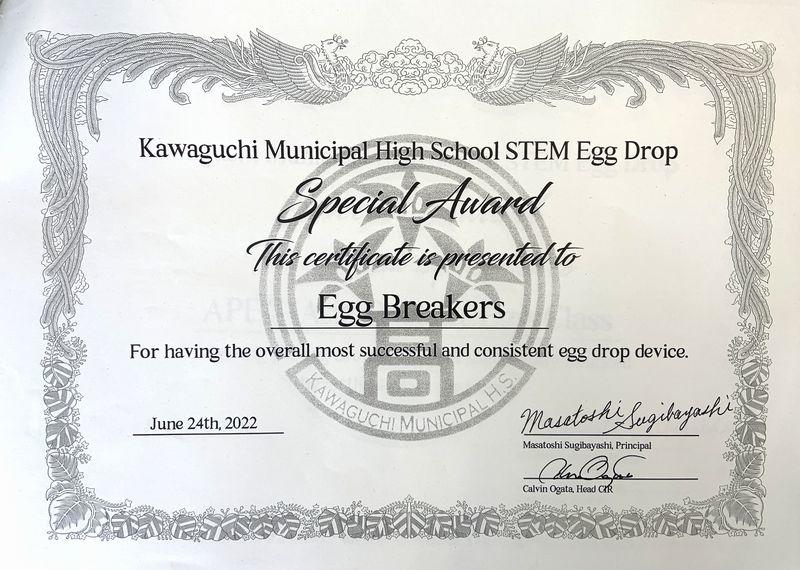 Kawaguchi Municipal High School STEM Egg Drop
Special Award
This certificate is presented to
Egg Breakers
For having the overall most successful and consistent egg drop device.
KAWAGUCHI MUNICIPAL H.S.
June 24th, 2022
Masatoshi Sugibayashi
Masatoshi Sugibayashi, Principal
Calvin Ogata, Head CIR